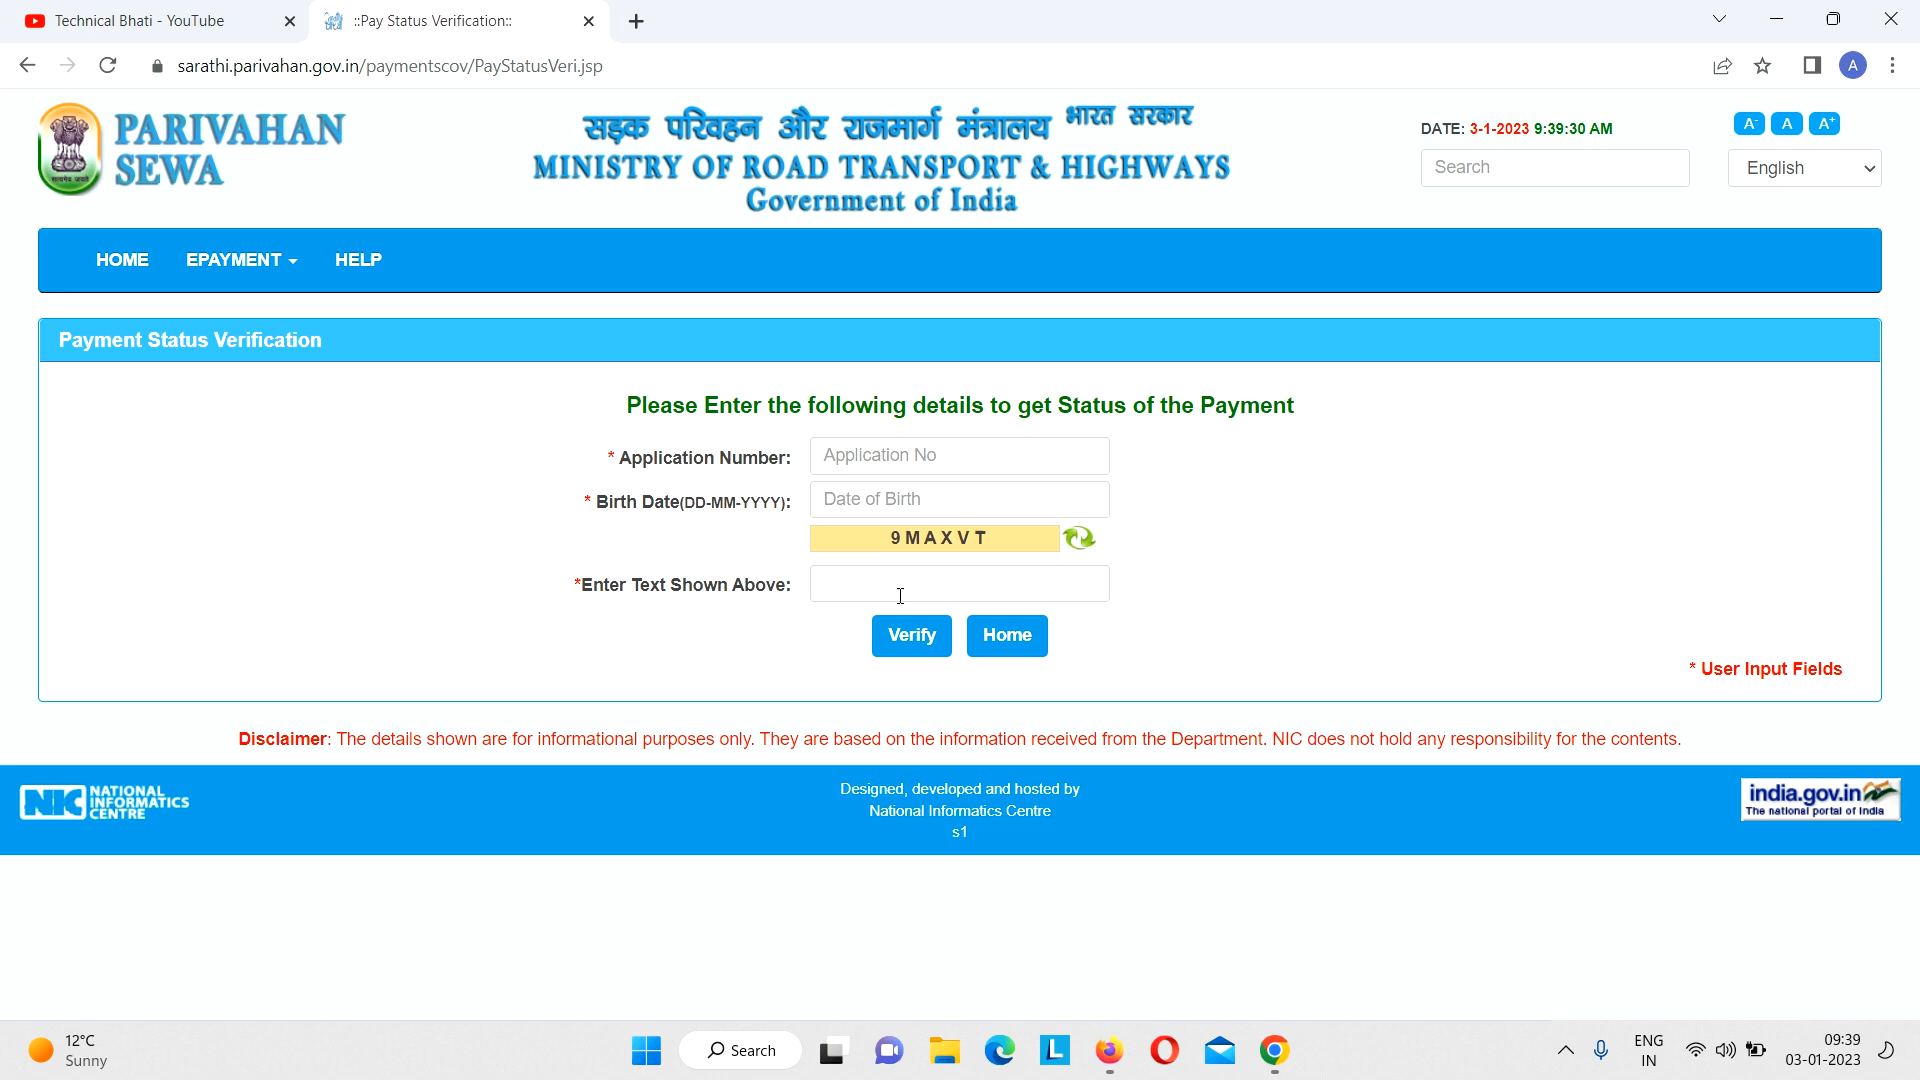 Technical Bhati - YouTube
::Pay Status Verification::
sarathi.parivahan.gov.in/paymentscov/PayStatusVeri.jsp
A
PARIVAHAN
SEWA
सत्यमेव जयते
सड़क परिवहन और राजमार्ग मंत्रालय भारत सरकार
MINISTRY OF ROAD TRANSPORT & HIGHWAYS
Government of India
DATE: 3-1-2023 9:39:30 AM
A- A A+
Search
English
HOME EPAYMENT HELP
Payment Status Verification
Please Enter the following details to get Status of the Payment
* Application Number: Application No
* Birth Date(DD-MM-YYYY): Date of Birth
9 M A X V T
*Enter Text Shown Above:
Verify Home
* User Input Fields
Disclaimer: The details shown are for informational purposes only. They are based on the information received from the Department. NIC does not hold any responsibility for the contents.
NIC NATIONAL
INFORMATICS
CENTRE
Designed, developed and hosted by
National Informatics Centre
s1
india.gov.in
The national portal of India
12°C
Sunny
Search
L
ENG
IN
09:39
03-01-2023